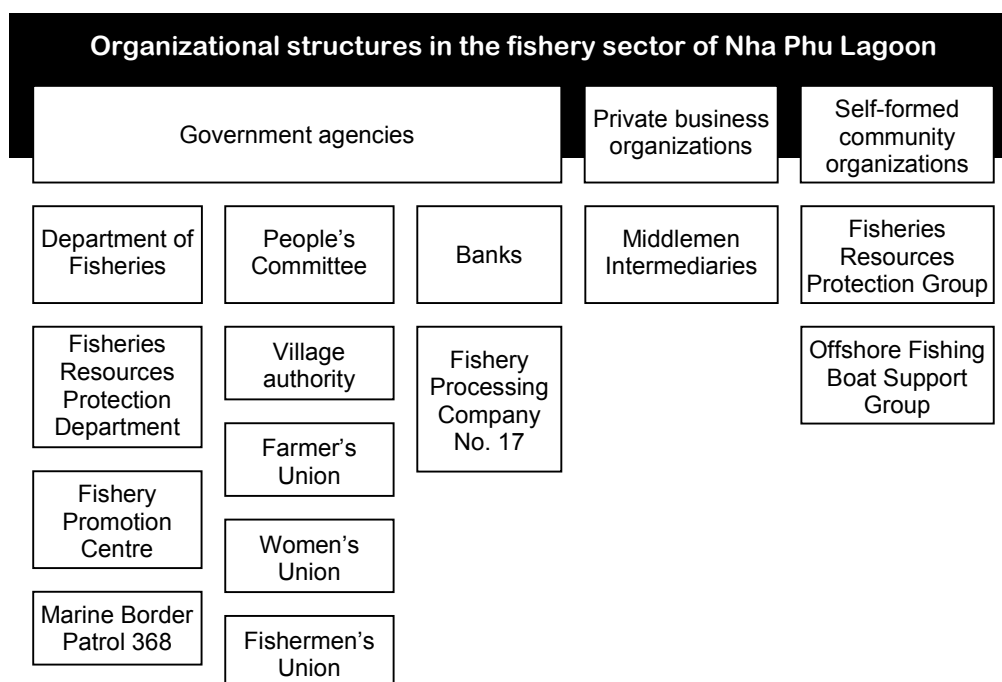 Organizational structures in the fishery sector of Nha Phu Lagoon
Government agencies
Private business
organizations
Self-formed
community
organizations
Department of
Fisheries
People’s
Committee
Banks
Middlemen
Intermediaries
Fisheries
Resources
Protection Group
Fisheries
Resources
Protection
Department
Village
authority
Fishery
Processing
Company
No. 17
Offshore Fishing
Boat Support
Group
Farmer’s
Union
Fishery
Promotion
Centre
Women’s
Union
Marine Border
Patrol 368
Fishermen’s
Union